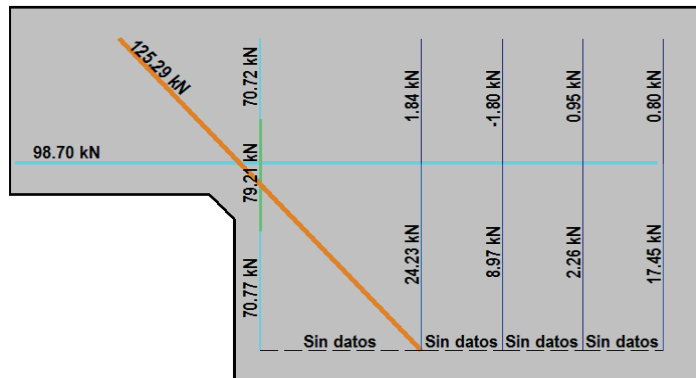 125.29 kN
70.72 kN
1.84 kN
-1.80 kN
0.95 kN
0.80 kN
98.70 kN
79.21 kN
70.77 kN
24.23 kN
8.97 kN
2.26 kN
17.45 kN
Sin datos
Sin datos
Sin datos
Sin datos